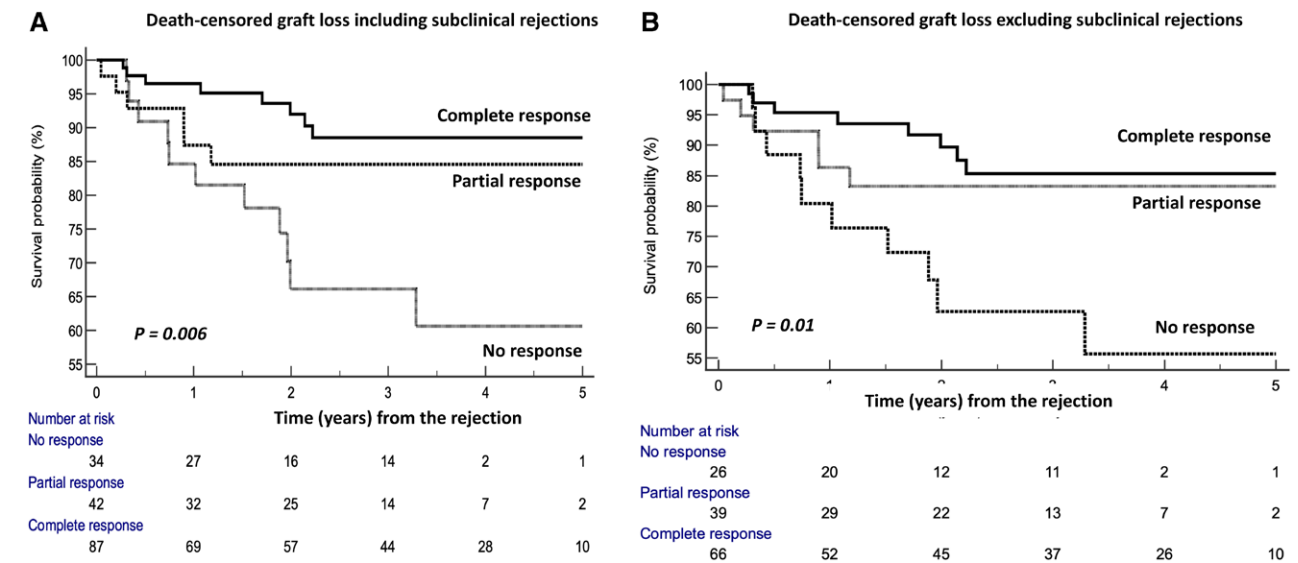 A
Death-censored graft loss including subclinical rejections
Survival probability (%)
100
95
90
85
80
75
70
65
60
55
Complete response
Partial response
No response
P = 0.006
0 1 2 3 4 5
Time (years) from the rejection
Number at risk
No response
34 27 16 14 2 1
Partial response
42 32 25 14 7 2
Complete response
87 69 57 44 28 10
B
Death-censored graft loss excluding subclinical rejections
Survival probability (%)
100
95
90
85
80
75
70
65
60
55
Complete response
Partial response
No response
P = 0.01
0 4 5
Time (years) from the rejection
Number at risk
No response
26 20 12 11 2 1
Partial response
39 29 22 13 7 2
Complete response
66 52 45 37 26 10